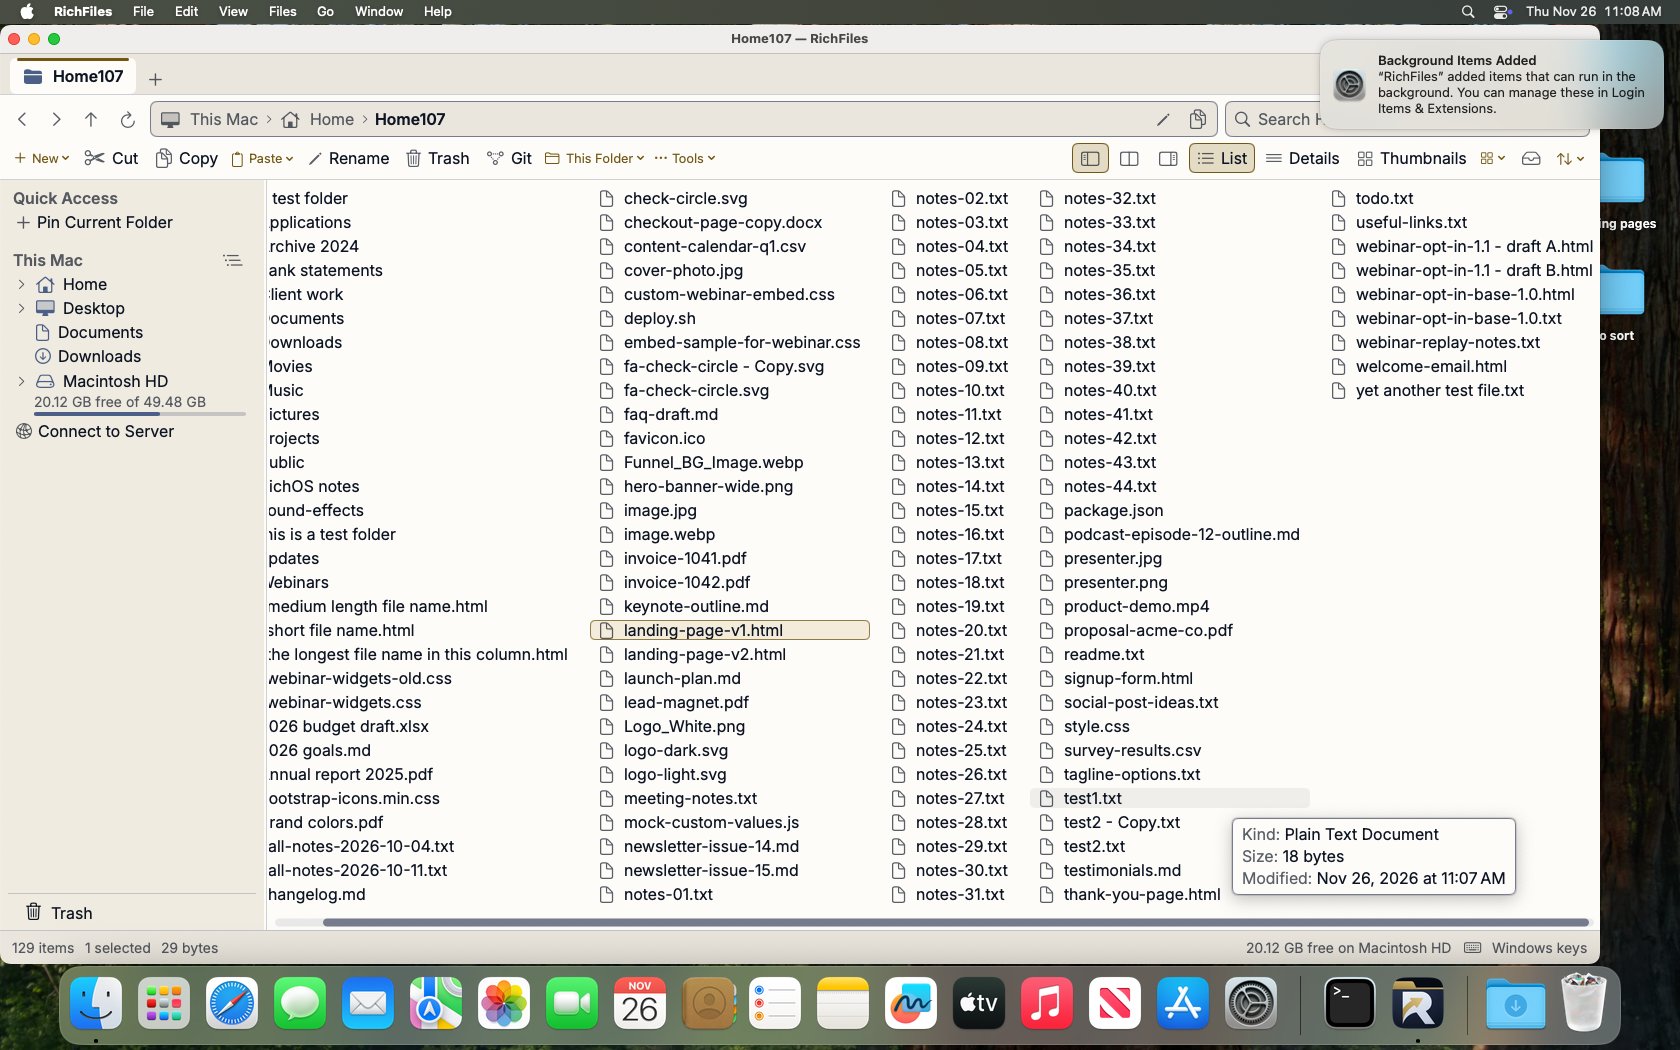 RichFiles File Edit View Files Go Window Help Thu Nov 26 11:08 AM
Home107 — RichFiles
Background Items Added
“RichFiles” added items that can run in the
background. You can manage these in Login
Items & Extensions.
Home107
This Mac Home Home107 Search
New Cut Copy Paste Rename Trash Git This Folder Tools List Details Thumbnails
Quick Access
Pin Current Folder
This Mac
Home
Desktop
Documents
Downloads
Macintosh HD
20.12 GB free of 49.48 GB
Connect to Server
Trash
test folder
pplications
rchive 2024
ank statements
lient work
ocuments
ownloads
Movies
Music
ictures
rojects
ublic
ichOS notes
ound-effects
his is a test folder
pdates
Webinars
medium length file name.html
short file name.html
the longest file name in this column.html
webinar-widgets-old.css
webinar-widgets.css
026 budget draft.xlsx
026 goals.md
nnual report 2025.pdf
ootstrap-icons.min.css
rand colors.pdf
all-notes-2026-10-04.txt
all-notes-2026-10-11.txt
hangelog.md
check-circle.svg
checkout-page-copy.docx
content-calendar-q1.csv
cover-photo.jpg
custom-webinar-embed.css
deploy.sh
embed-sample-for-webinar.css
fa-check-circle - Copy.svg
fa-check-circle.svg
faq-draft.md
favicon.ico
Funnel_BG_Image.webp
hero-banner-wide.png
image.jpg
image.webp
invoice-1041.pdf
invoice-1042.pdf
keynote-outline.md
landing-page-v1.html
landing-page-v2.html
launch-plan.md
lead-magnet.pdf
Logo_White.png
logo-dark.svg
logo-light.svg
meeting-notes.txt
mock-custom-values.js
newsletter-issue-14.md
newsletter-issue-15.md
notes-01.txt
notes-02.txt
notes-03.txt
notes-04.txt
notes-05.txt
notes-06.txt
notes-07.txt
notes-08.txt
notes-09.txt
notes-10.txt
notes-11.txt
notes-12.txt
notes-13.txt
notes-14.txt
notes-15.txt
notes-16.txt
notes-17.txt
notes-18.txt
notes-19.txt
notes-20.txt
notes-21.txt
notes-22.txt
notes-23.txt
notes-24.txt
notes-25.txt
notes-26.txt
notes-27.txt
notes-28.txt
notes-29.txt
notes-30.txt
notes-31.txt
notes-32.txt
notes-33.txt
notes-34.txt
notes-35.txt
notes-36.txt
notes-37.txt
notes-38.txt
notes-39.txt
notes-40.txt
notes-41.txt
notes-42.txt
notes-43.txt
notes-44.txt
package.json
podcast-episode-12-outline.md
presenter.jpg
presenter.png
product-demo.mp4
proposal-acme-co.pdf
readme.txt
signup-form.html
social-post-ideas.txt
style.css
survey-results.csv
tagline-options.txt
test1.txt
test2 - Copy.txt
test2.txt
testimonials.md
thank-you-page.html
todo.txt
useful-links.txt
webinar-opt-in-1.1 - draft A.html
webinar-opt-in-1.1 - draft B.html
webinar-opt-in-base-1.0.html
webinar-opt-in-base-1.0.txt
webinar-replay-notes.txt
welcome-email.html
yet another test file.txt
Kind: Plain Text Document
Size: 18 bytes
Modified: Nov 26, 2026 at 11:07 AM
ing pages
o sort
129 items 1 selected 29 bytes 20.12 GB free on Macintosh HD Windows keys
NOV
26
tv